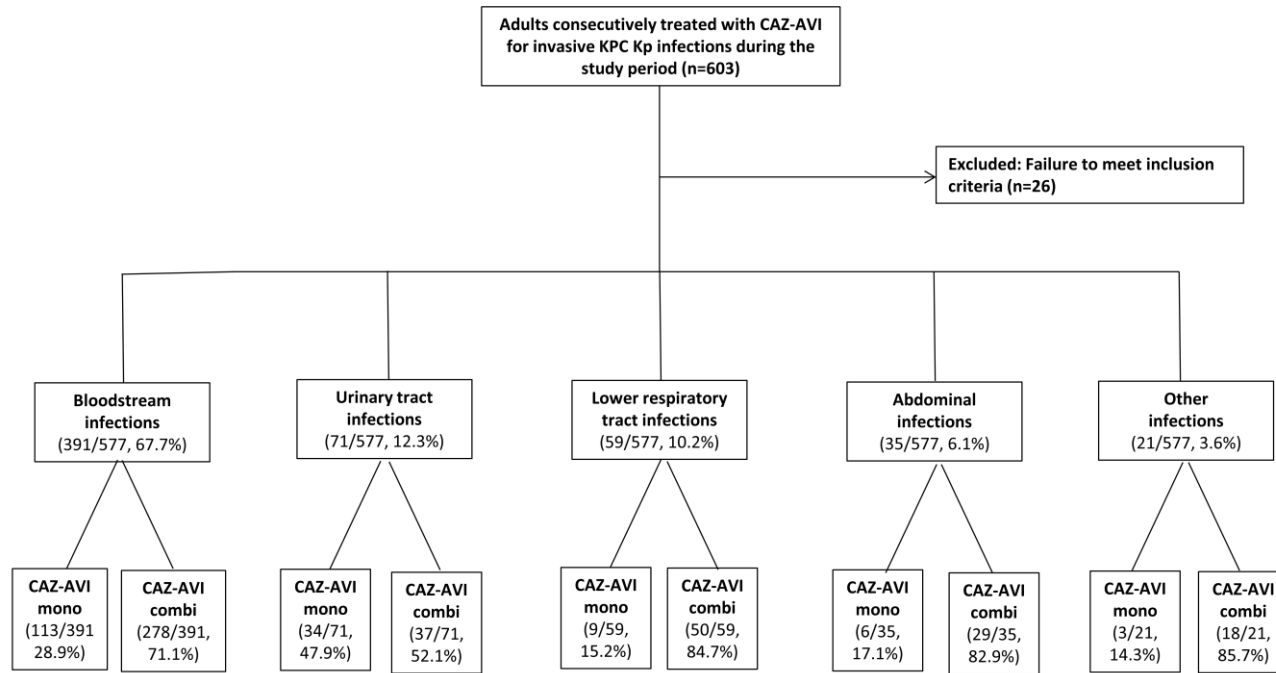 Adults consecutively treated with CAZ-AVI
for invasive KPC Kp infections during the
study period (n=603)
Excluded: Failure to meet inclusion
criteria (n=26)
Bloodstream
infections
(391/577, 67.7%)
Urinary tract
infections
(71/577, 12.3%)
Lower respiratory
tract infections
(59/577, 10.2%)
Abdominal
infections
(35/577, 6.1%)
Other
infections
(21/577, 3.6%)
CAZ-AVI
mono
(113/391
28.9%)
CAZ-AVI
combi
(278/391,
71.1%)
CAZ-AVI
mono
(34/71,
47.9%)
CAZ-AVI
combi
(37/71,
52.1%)
CAZ-AVI
mono
(9/59,
15.2%)
CAZ-AVI
combi
(50/59,
84.7%)
CAZ-AVI
mono
(6/35,
17.1%)
CAZ-AVI
combi
(29/35,
82.9%)
CAZ-AVI
mono
(3/21,
14.3%)
CAZ-AVI
combi
(18/21,
85.7%)